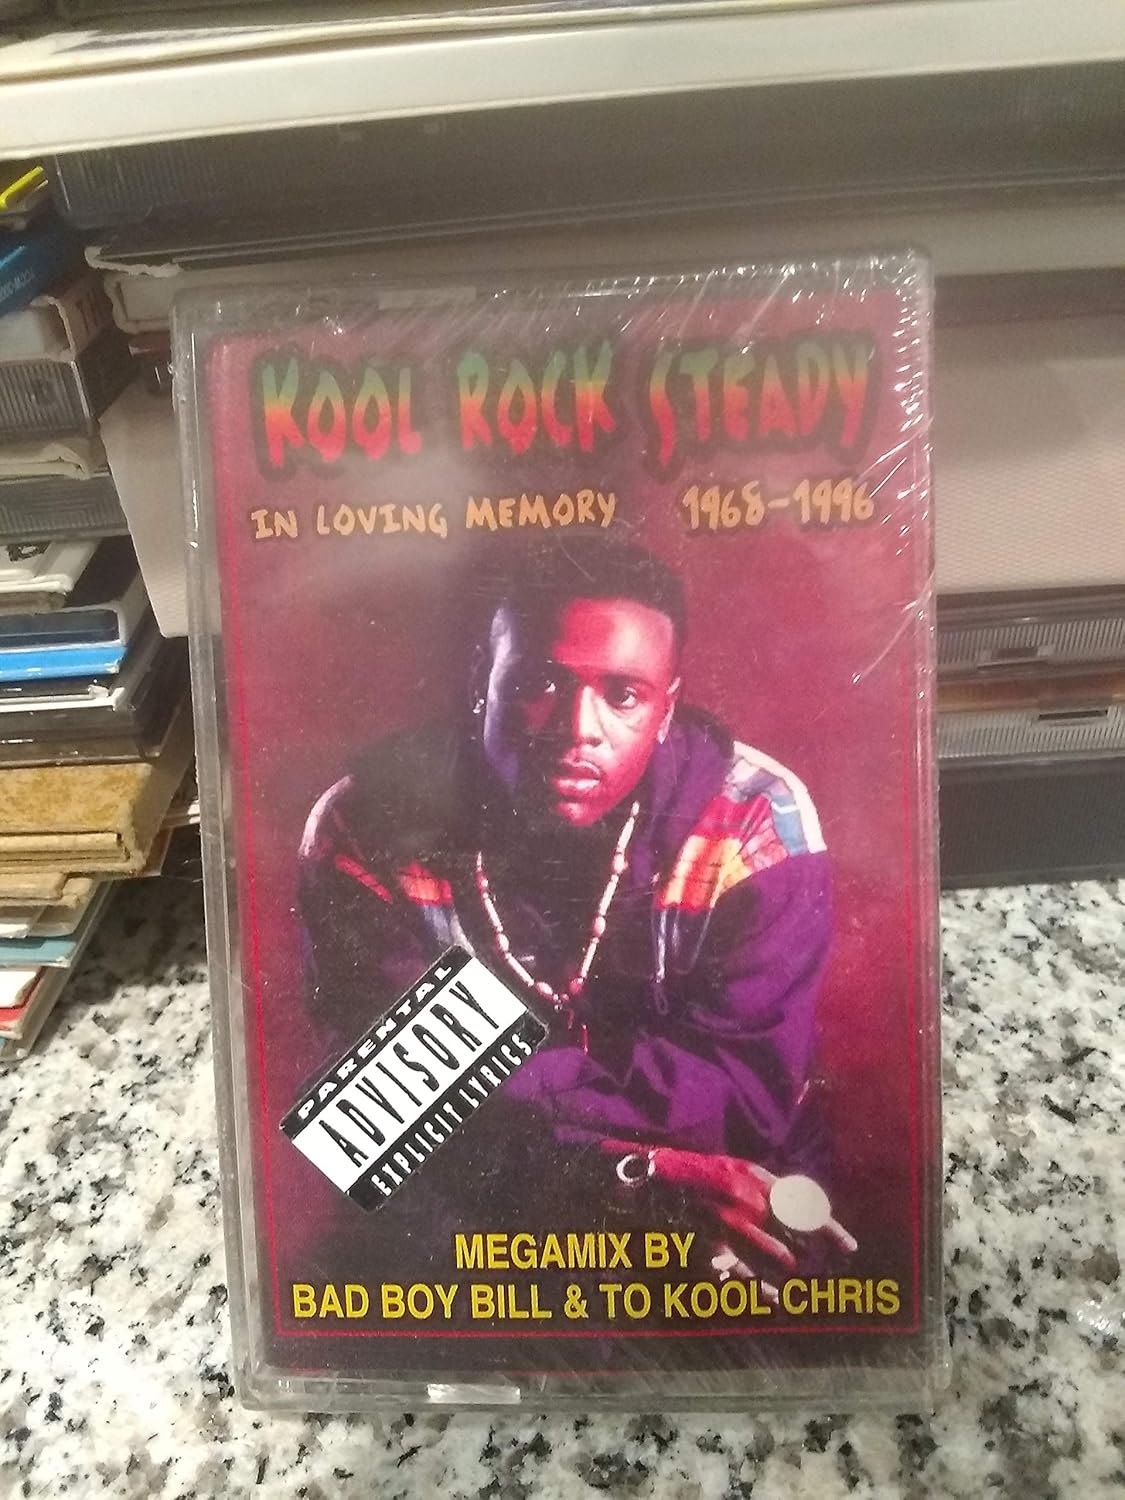 KOOL ROCK STEADY
IN LOVING MEMORY 1968-1996
PARENTAL
ADVISORY
EXPLICIT LYRICS
MEGAMIX BY
BAD BOY BILL & TO KOOL CHRIS